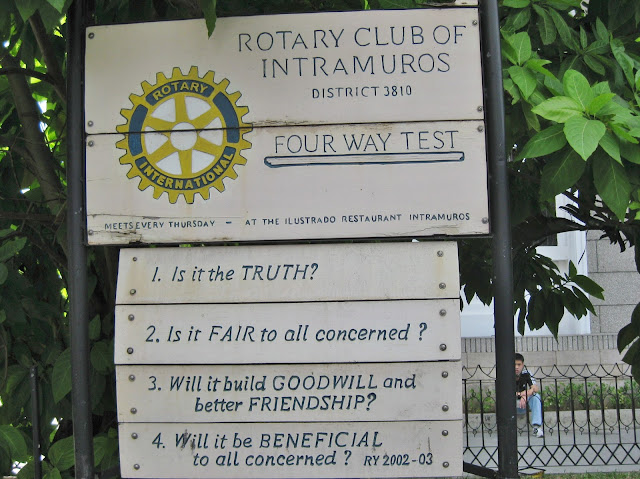 ROTARY CLUB OF
INTRAMUROS
DISTRICT 3810
ROTARY
INTERNATIONAL
FOUR WAY TEST
MEETS EVERY THURSDAY - AT THE ILUSTRADO RESTAURANT INTRAMUROS
1. Is it the TRUTH?
2. Is it FAIR to all concerned ?
3. Will it build GOODWILL and
better FRIENDSHIP?
4. Will it be BENEFICIAL
to all concerned ? RY 2002-03